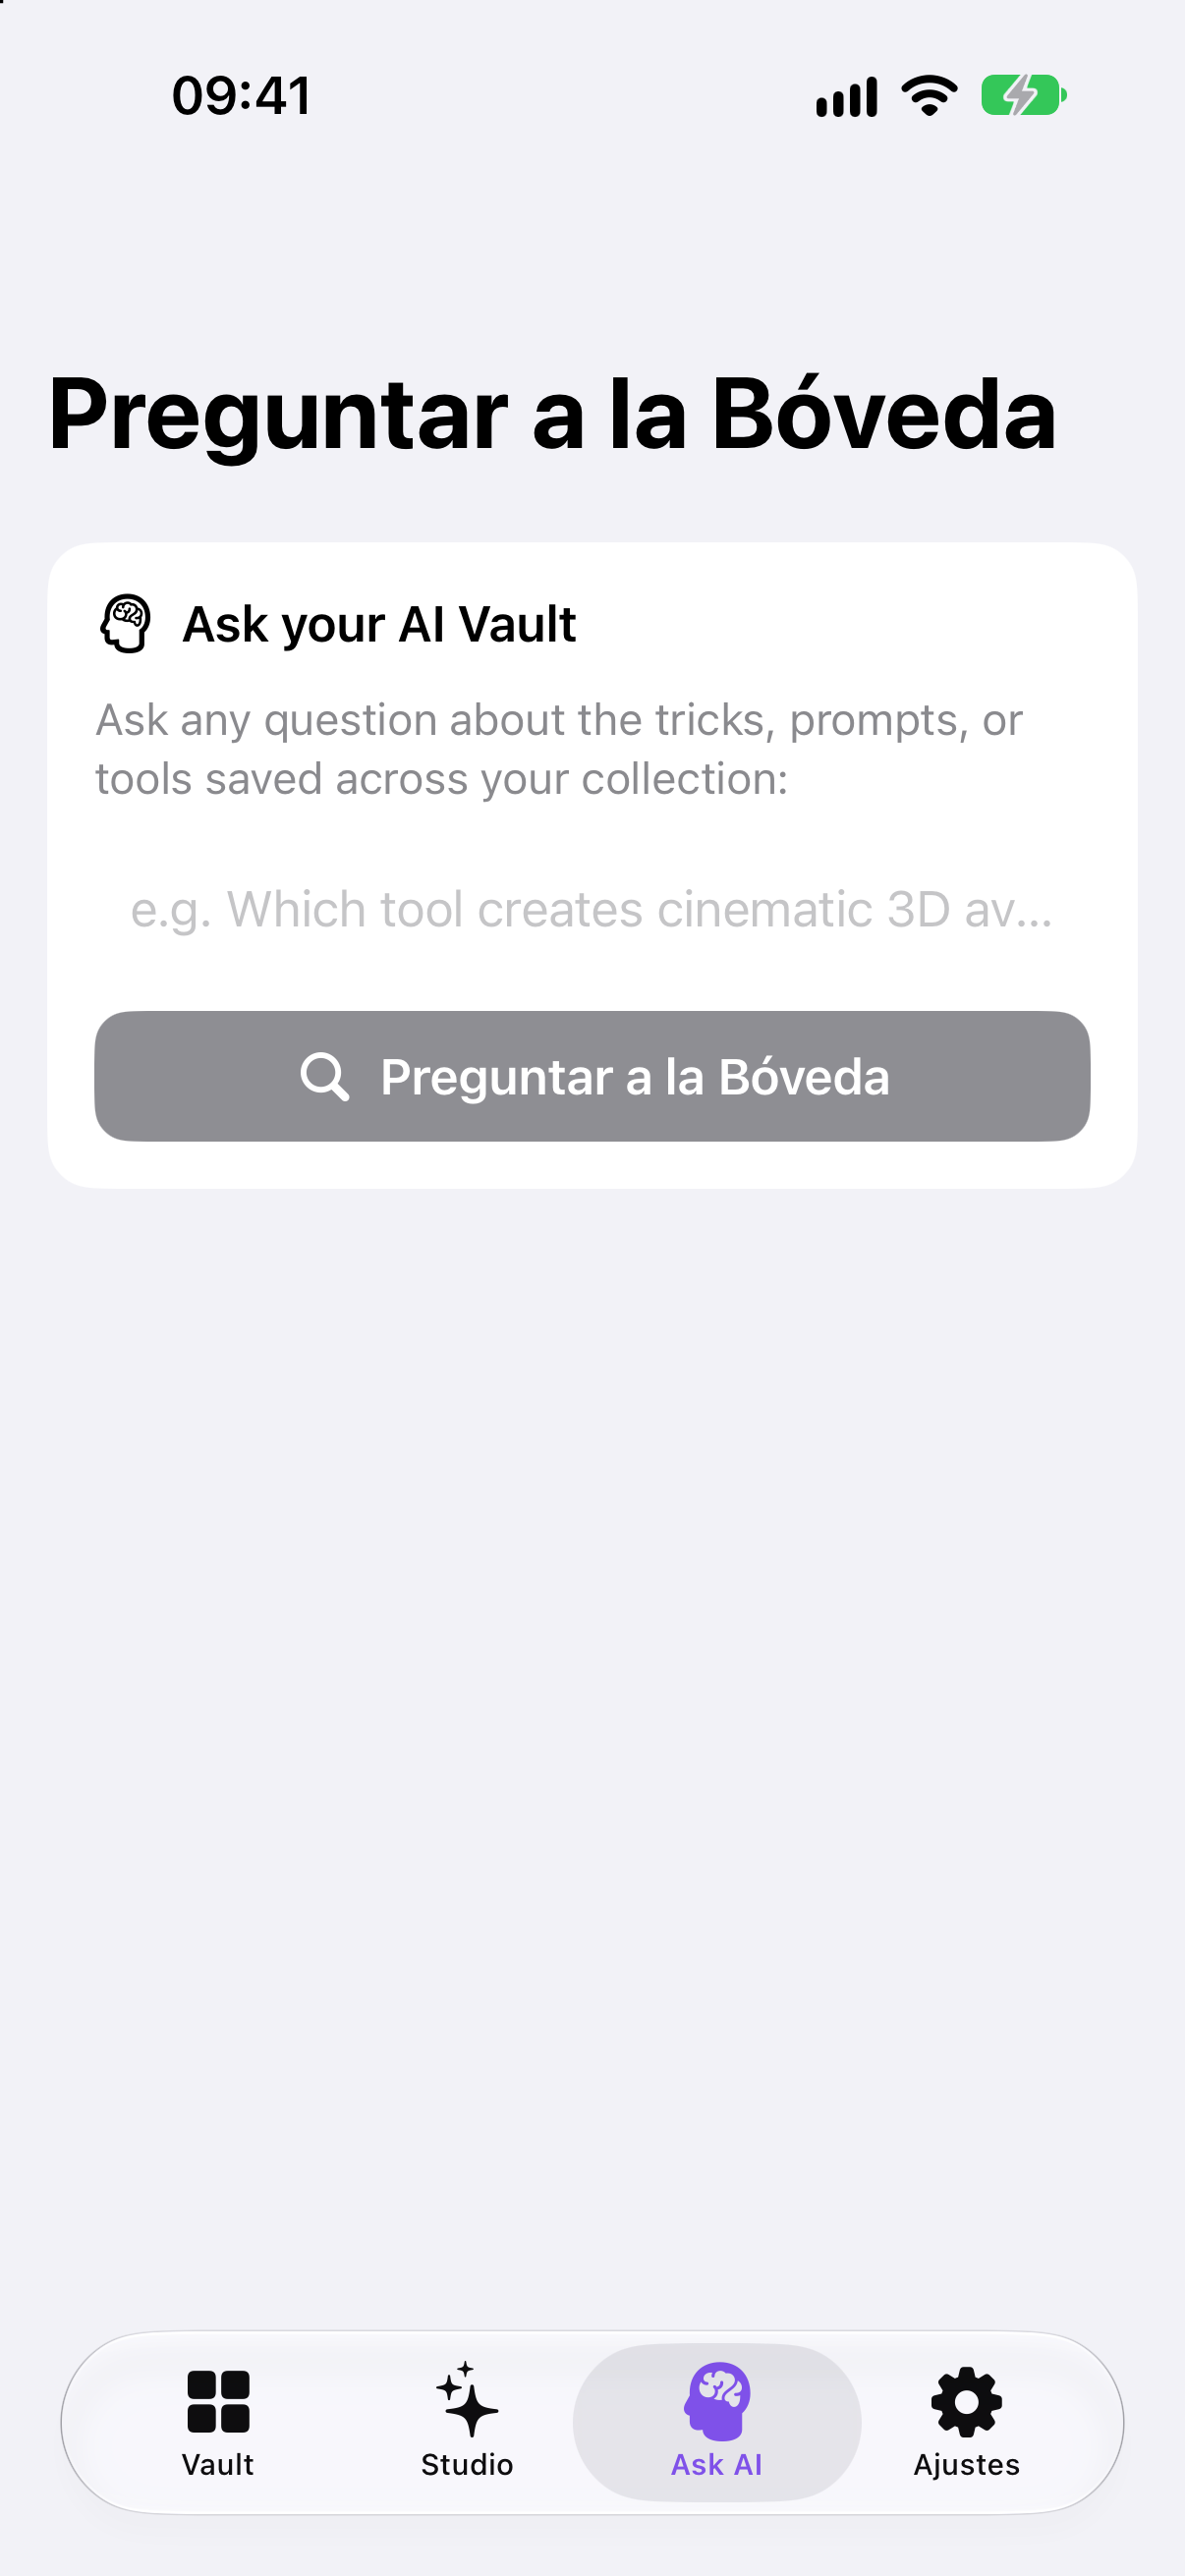 09:41
Preguntar a la Bóveda
Ask your AI Vault
Ask any question about the tricks, prompts, or
tools saved across your collection:
e.g. Which tool creates cinematic 3D av...
Preguntar a la Bóveda
Vault
Studio
Ask AI
Ajustes